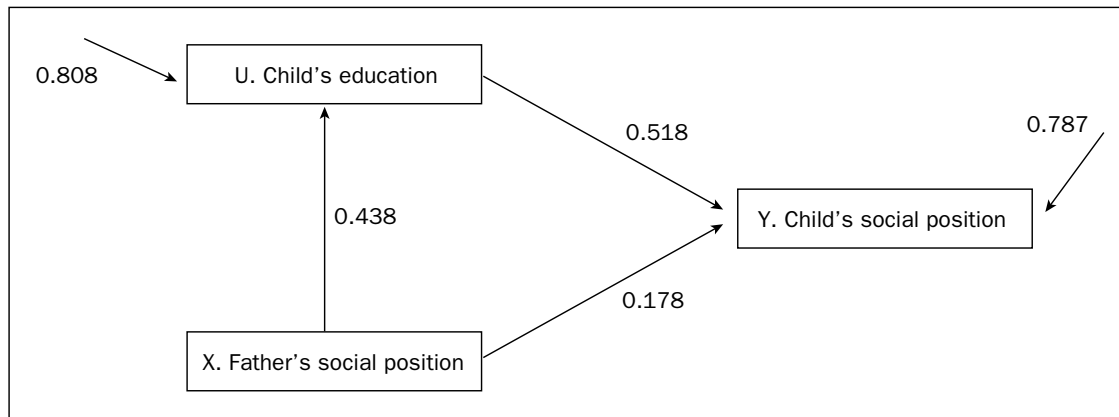 U. Child’s education
0.808
0.518
0.787
0.438
Y. Child’s social position
0.178
X. Father’s social position